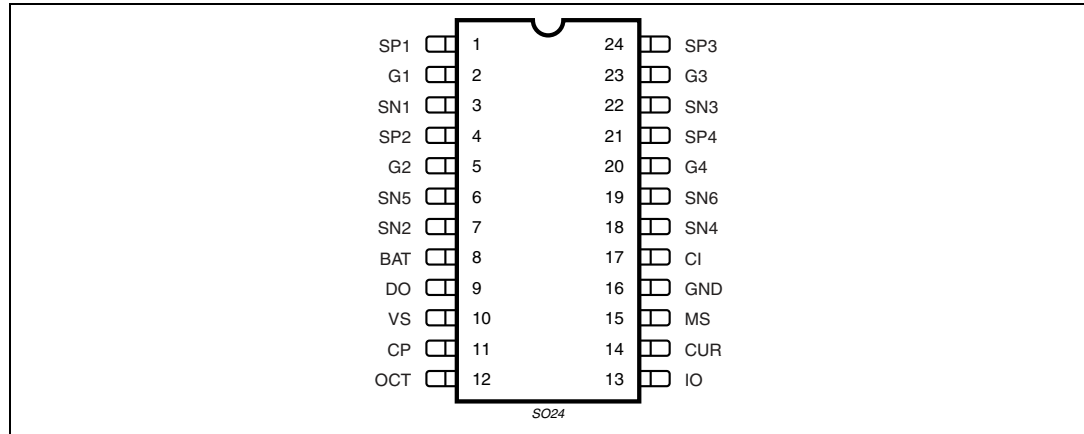 SP1 1 24 SP3
G1 2 23 G3
SN1 3 22 SN3
SP2 4 21 SP4
G2 5 20 G4
SN5 6 19 SN6
SN2 7 18 SN4
BAT 8 17 CI
DO 9 16 GND
VS 10 15 MS
CP 11 14 CUR
OCT 12 13 IO
SO24